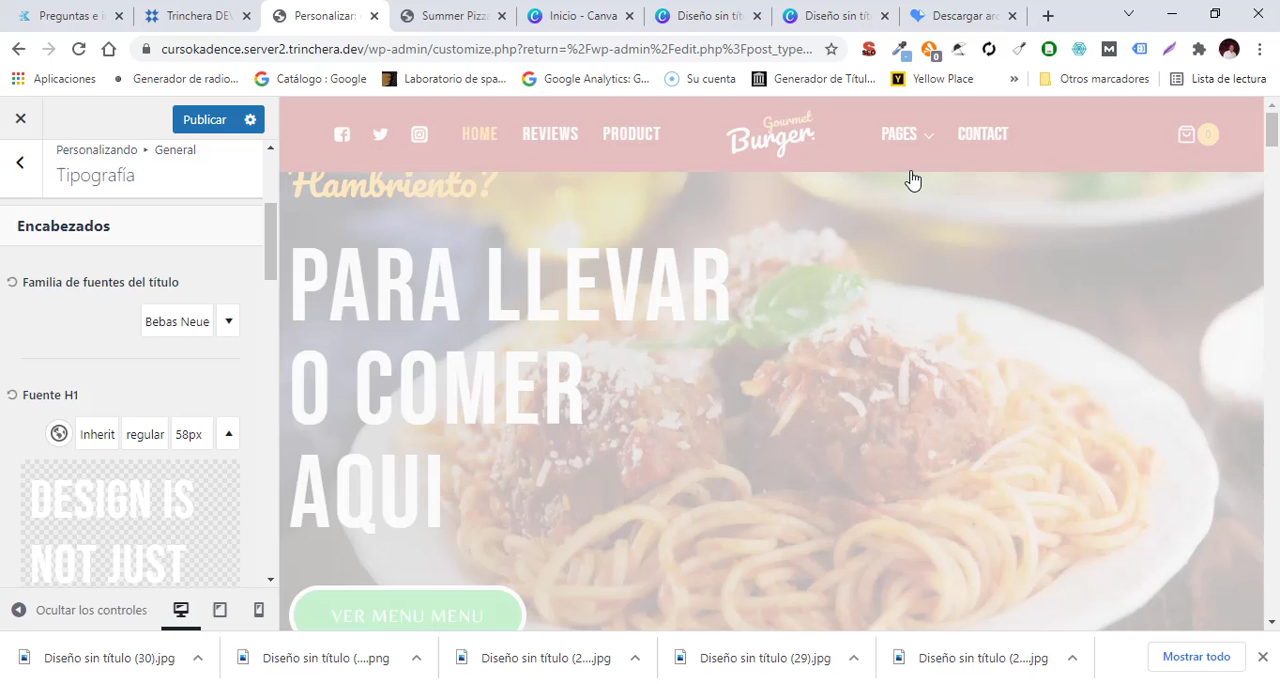 Preguntas e i
Trinchera DE
Personalizar:
Summer Pizz
Inicio - Canva
Diseño sin tít
Diseño sin tít
Descargar arc
cursokadence.server2.trinchera.dev/wp-admin/customize.php?return=%2Fwp-admin%2Fedit.php%3Fpost_type...
Aplicaciones
Generador de radio...
Catálogo : Google
Laboratorio de spa...
Google Analytics: G...
Su cuenta
Generador de Títul...
Yellow Place
»
Otros marcadores
Lista de lectura
Publicar
Personalizando ▸ General
Tipografía
Encabezados
Familia de fuentes del título
Bebas Neue
Fuente H1
Inherit regular 58px
DESIGN IS
NOT JUST
Ocultar los controles
HOME REVIEWS PRODUCT
Gourmet
Burger
PAGES CONTACT
0
Hambriento?
PARA LLEVAR
O COMER
AQUI
VER MENU MENU
Diseño sin título (30).jpg
Diseño sin título (....png
Diseño sin título (2....jpg
Diseño sin título (29).jpg
Diseño sin título (2....jpg
Mostrar todo